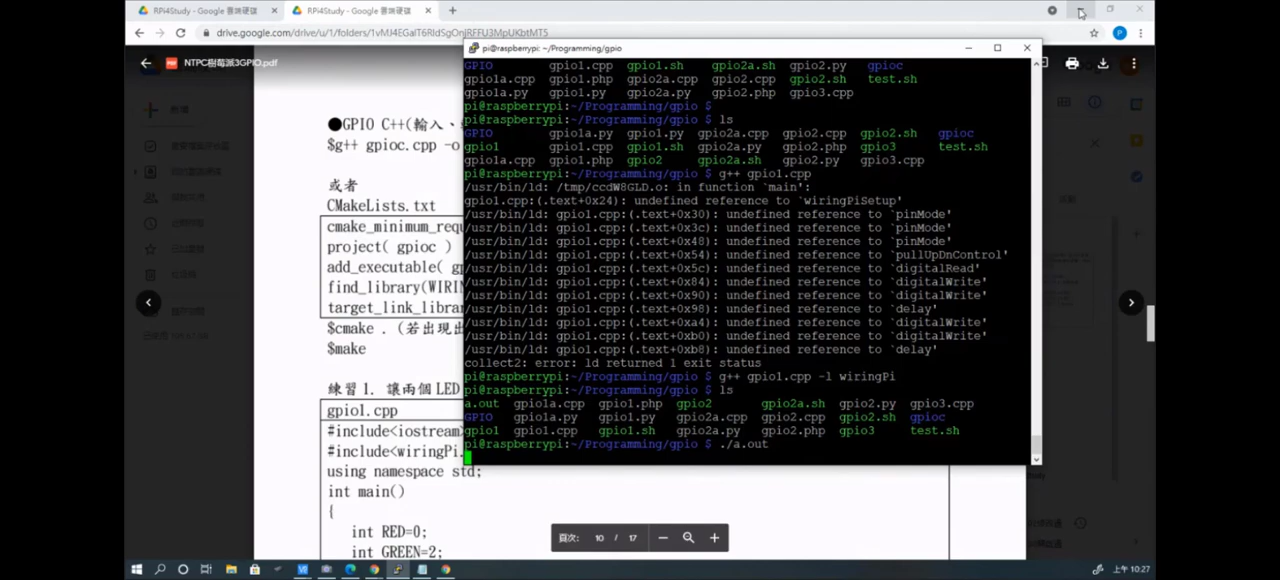 RPi4Study - Google 雲端硬碟
RPi4Study - Google 雲端硬碟
drive.google.com/drive/u/1/folders/1vMJ4EGaIT6RIdSgOnjRFFU3MpUKbtMT5
P
NTPC樹莓派3GPIO.pdf
●GPIO C++(輸入、
$g++ gpioc.cpp -o
或者
CMakeLists.txt
cmake_minimum_requ
project( gpioc )
add_executable( gp
find_library(WIRIN
target_link_librar
$cmake . (若出現出
$make
練習 1. 讓兩個 LED
gpio1.cpp
#include<iostream>
#include<wiringPi.
using namespace std;
int main()
{
int RED=0;
int GREEN=2;
pi@raspberrypi: ~/Programming/gpio
GPIO gpio1.cpp gpio1.sh gpio2a.sh gpio2.py gpioc
gpio1a.cpp gpio1.php gpio2a.cpp gpio2.cpp gpio2.sh test.sh
gpio1a.py gpio1.py gpio2a.py gpio2.php gpio3.cpp
pi@raspberrypi:~/Programming/gpio $
pi@raspberrypi:~/Programming/gpio $ ls
GPIO gpio1a.py gpio1.py gpio2a.cpp gpio2.cpp gpio2.sh gpioc
gpio1 gpio1.cpp gpio1.sh gpio2a.py gpio2.php gpio3 test.sh
gpio1a.cpp gpio1.php gpio2 gpio2a.sh gpio2.py gpio3.cpp
pi@raspberrypi:~/Programming/gpio $ g++ gpio1.cpp
/usr/bin/ld: /tmp/ccdW8GLD.o: in function `main':
gpio1.cpp:(.text+0x24): undefined reference to `wiringPiSetup'
/usr/bin/ld: gpio1.cpp:(.text+0x30): undefined reference to `pinMode'
/usr/bin/ld: gpio1.cpp:(.text+0x3c): undefined reference to `pinMode'
/usr/bin/ld: gpio1.cpp:(.text+0x48): undefined reference to `pinMode'
/usr/bin/ld: gpio1.cpp:(.text+0x54): undefined reference to `pullUpDnControl'
/usr/bin/ld: gpio1.cpp:(.text+0x5c): undefined reference to `digitalRead'
/usr/bin/ld: gpio1.cpp:(.text+0x84): undefined reference to `digitalWrite'
/usr/bin/ld: gpio1.cpp:(.text+0x90): undefined reference to `digitalWrite'
/usr/bin/ld: gpio1.cpp:(.text+0x98): undefined reference to `delay'
/usr/bin/ld: gpio1.cpp:(.text+0xa4): undefined reference to `digitalWrite'
/usr/bin/ld: gpio1.cpp:(.text+0xb0): undefined reference to `digitalWrite'
/usr/bin/ld: gpio1.cpp:(.text+0xb8): undefined reference to `delay'
collect2: error: ld returned 1 exit status
pi@raspberrypi:~/Programming/gpio $ g++ gpio1.cpp -l wiringPi
pi@raspberrypi:~/Programming/gpio $ ls
a.out gpio1a.cpp gpio1.php gpio2 gpio2a.sh gpio2.py gpio3.cpp
GPIO gpio1a.py gpio1.py gpio2a.cpp gpio2.cpp gpio2.sh gpioc
gpio1 gpio1.cpp gpio1.sh gpio2a.py gpio2.php gpio3 test.sh
pi@raspberrypi:~/Programming/gpio $ ./a.out
頁次: 10 / 17
上午 10:27